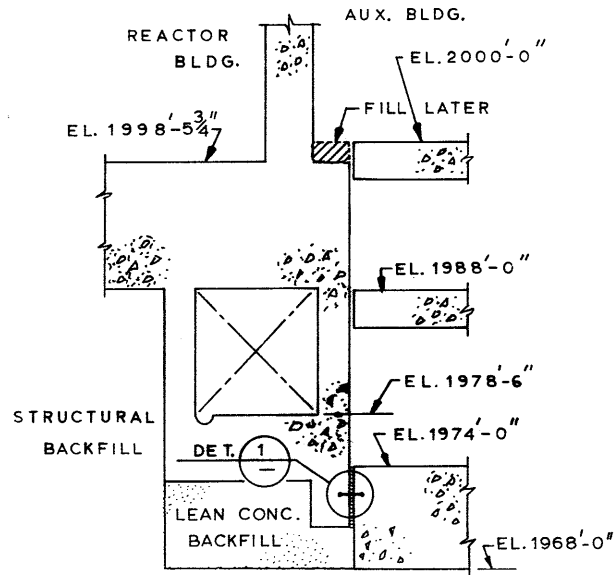 AUX. BLDG.
REACTOR
BLDG.
EL. 2000'-0"
FILL LATER
EL. 1998'-5 3/4"
EL. 1988'-0"
EL. 1978'-6"
STRUCTURAL
BACKFILL
EL. 1974'-0"
DET. 1
LEAN CONC.
BACKFILL
EL. 1968'-0"